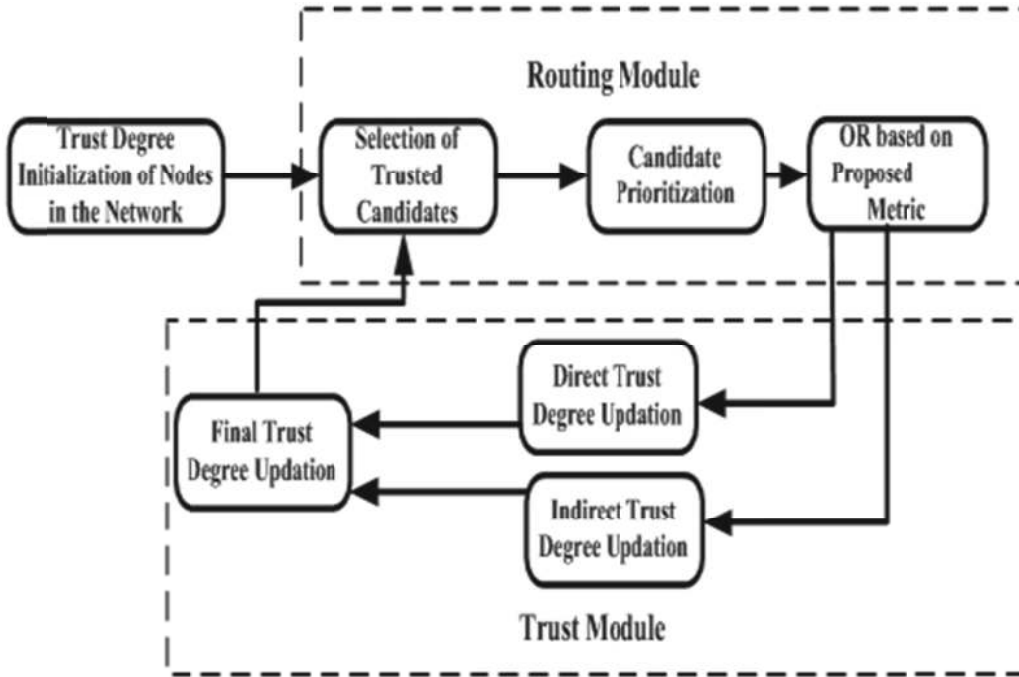 Routing Module
Trust Degree
Initialization of Nodes
in the Network
Selection of
Trusted
Candidates
Candidate
Prioritization
OR based on
Proposed
Metric
Direct Trust
Degree Updation
Final Trust
Degree Updation
Indirect Trust
Degree Updation
Trust Module